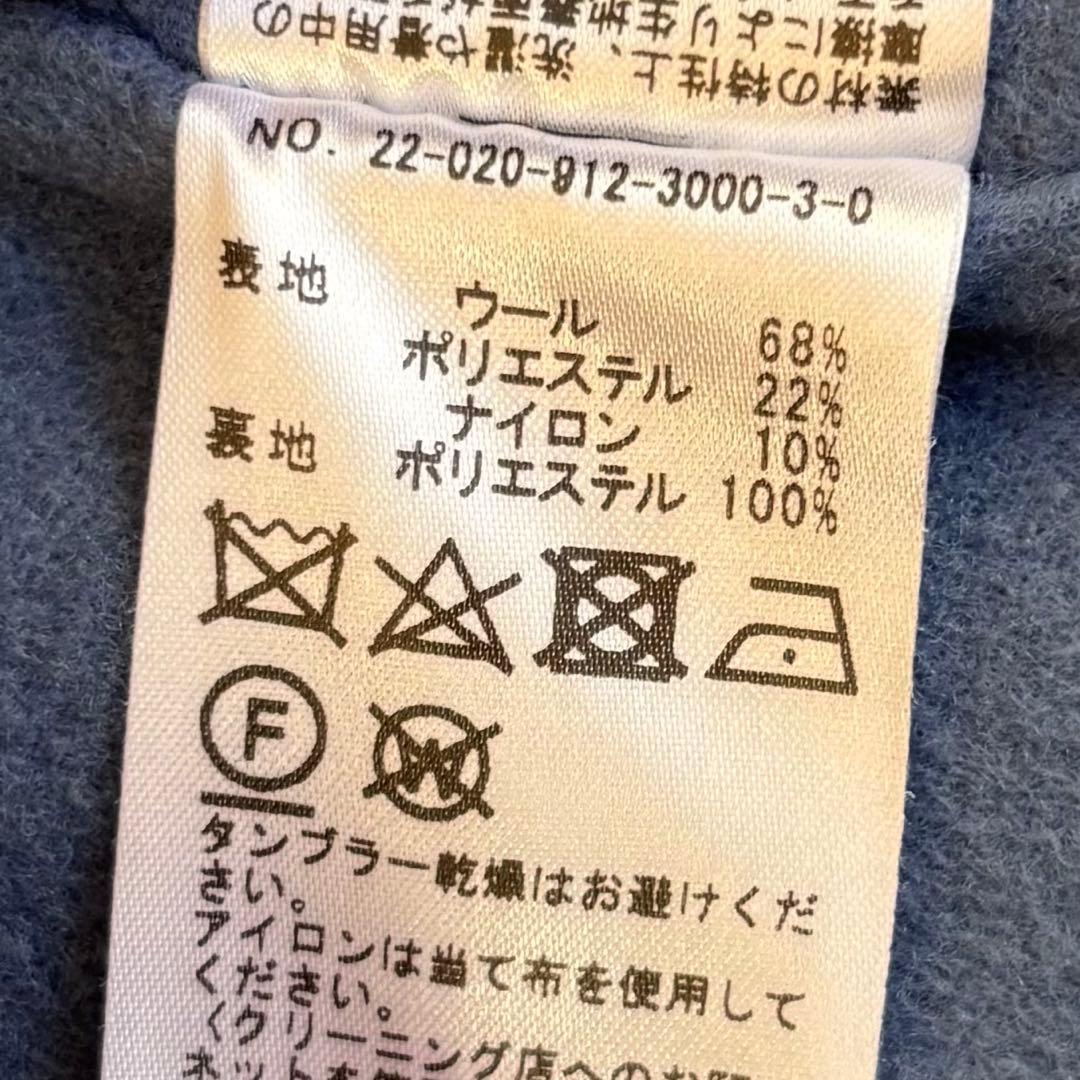 素材の特性上、洗濯や着用中の
NO. 22-020-912-3000-3-0
表地 ウール 68%
ポリエステル 22%
ナイロン 10%
裏地 ポリエステル 100%
F
W
タンブラー乾燥はお避けくだ
さい。
アイロンは当て布を使用して
ください。
〈クリーニング店へのお願